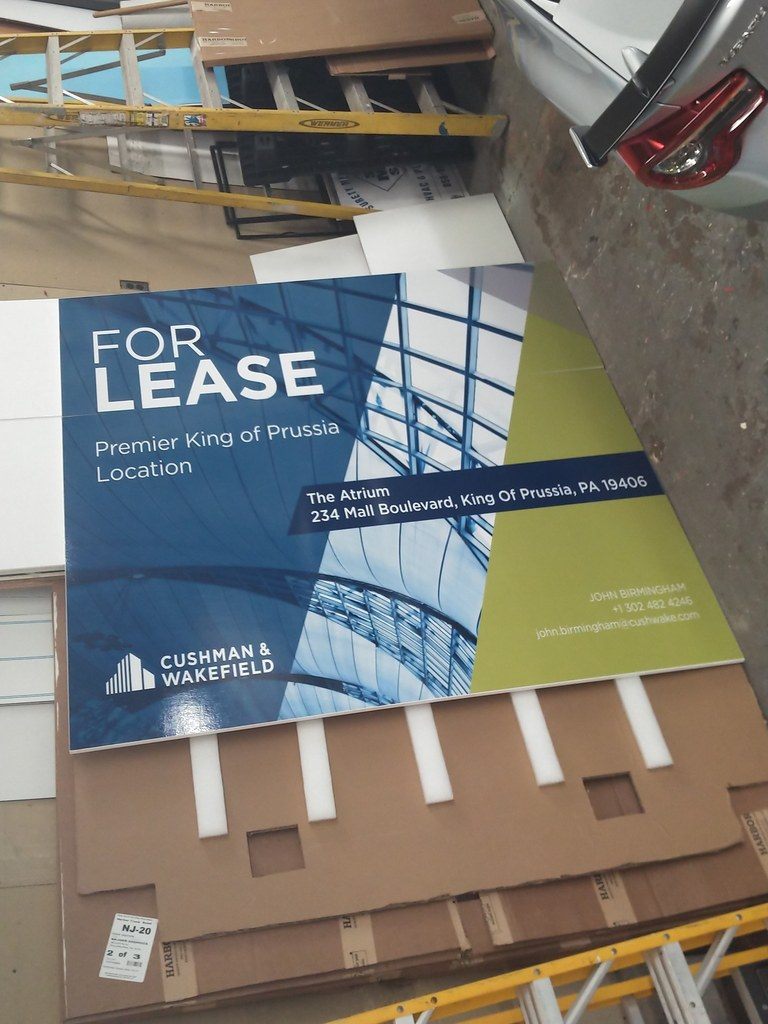 WERNER
FOR
LEASE
Premier King of Prussia
Location
The Atrium
234 Mall Boulevard, King Of Prussia, PA 19406
JOHN BIRMINGHAM
+1 302 482 4246
john.birmingham@cushwake.com
CUSHMAN &
WAKEFIELD
NJ-20
2 of 3